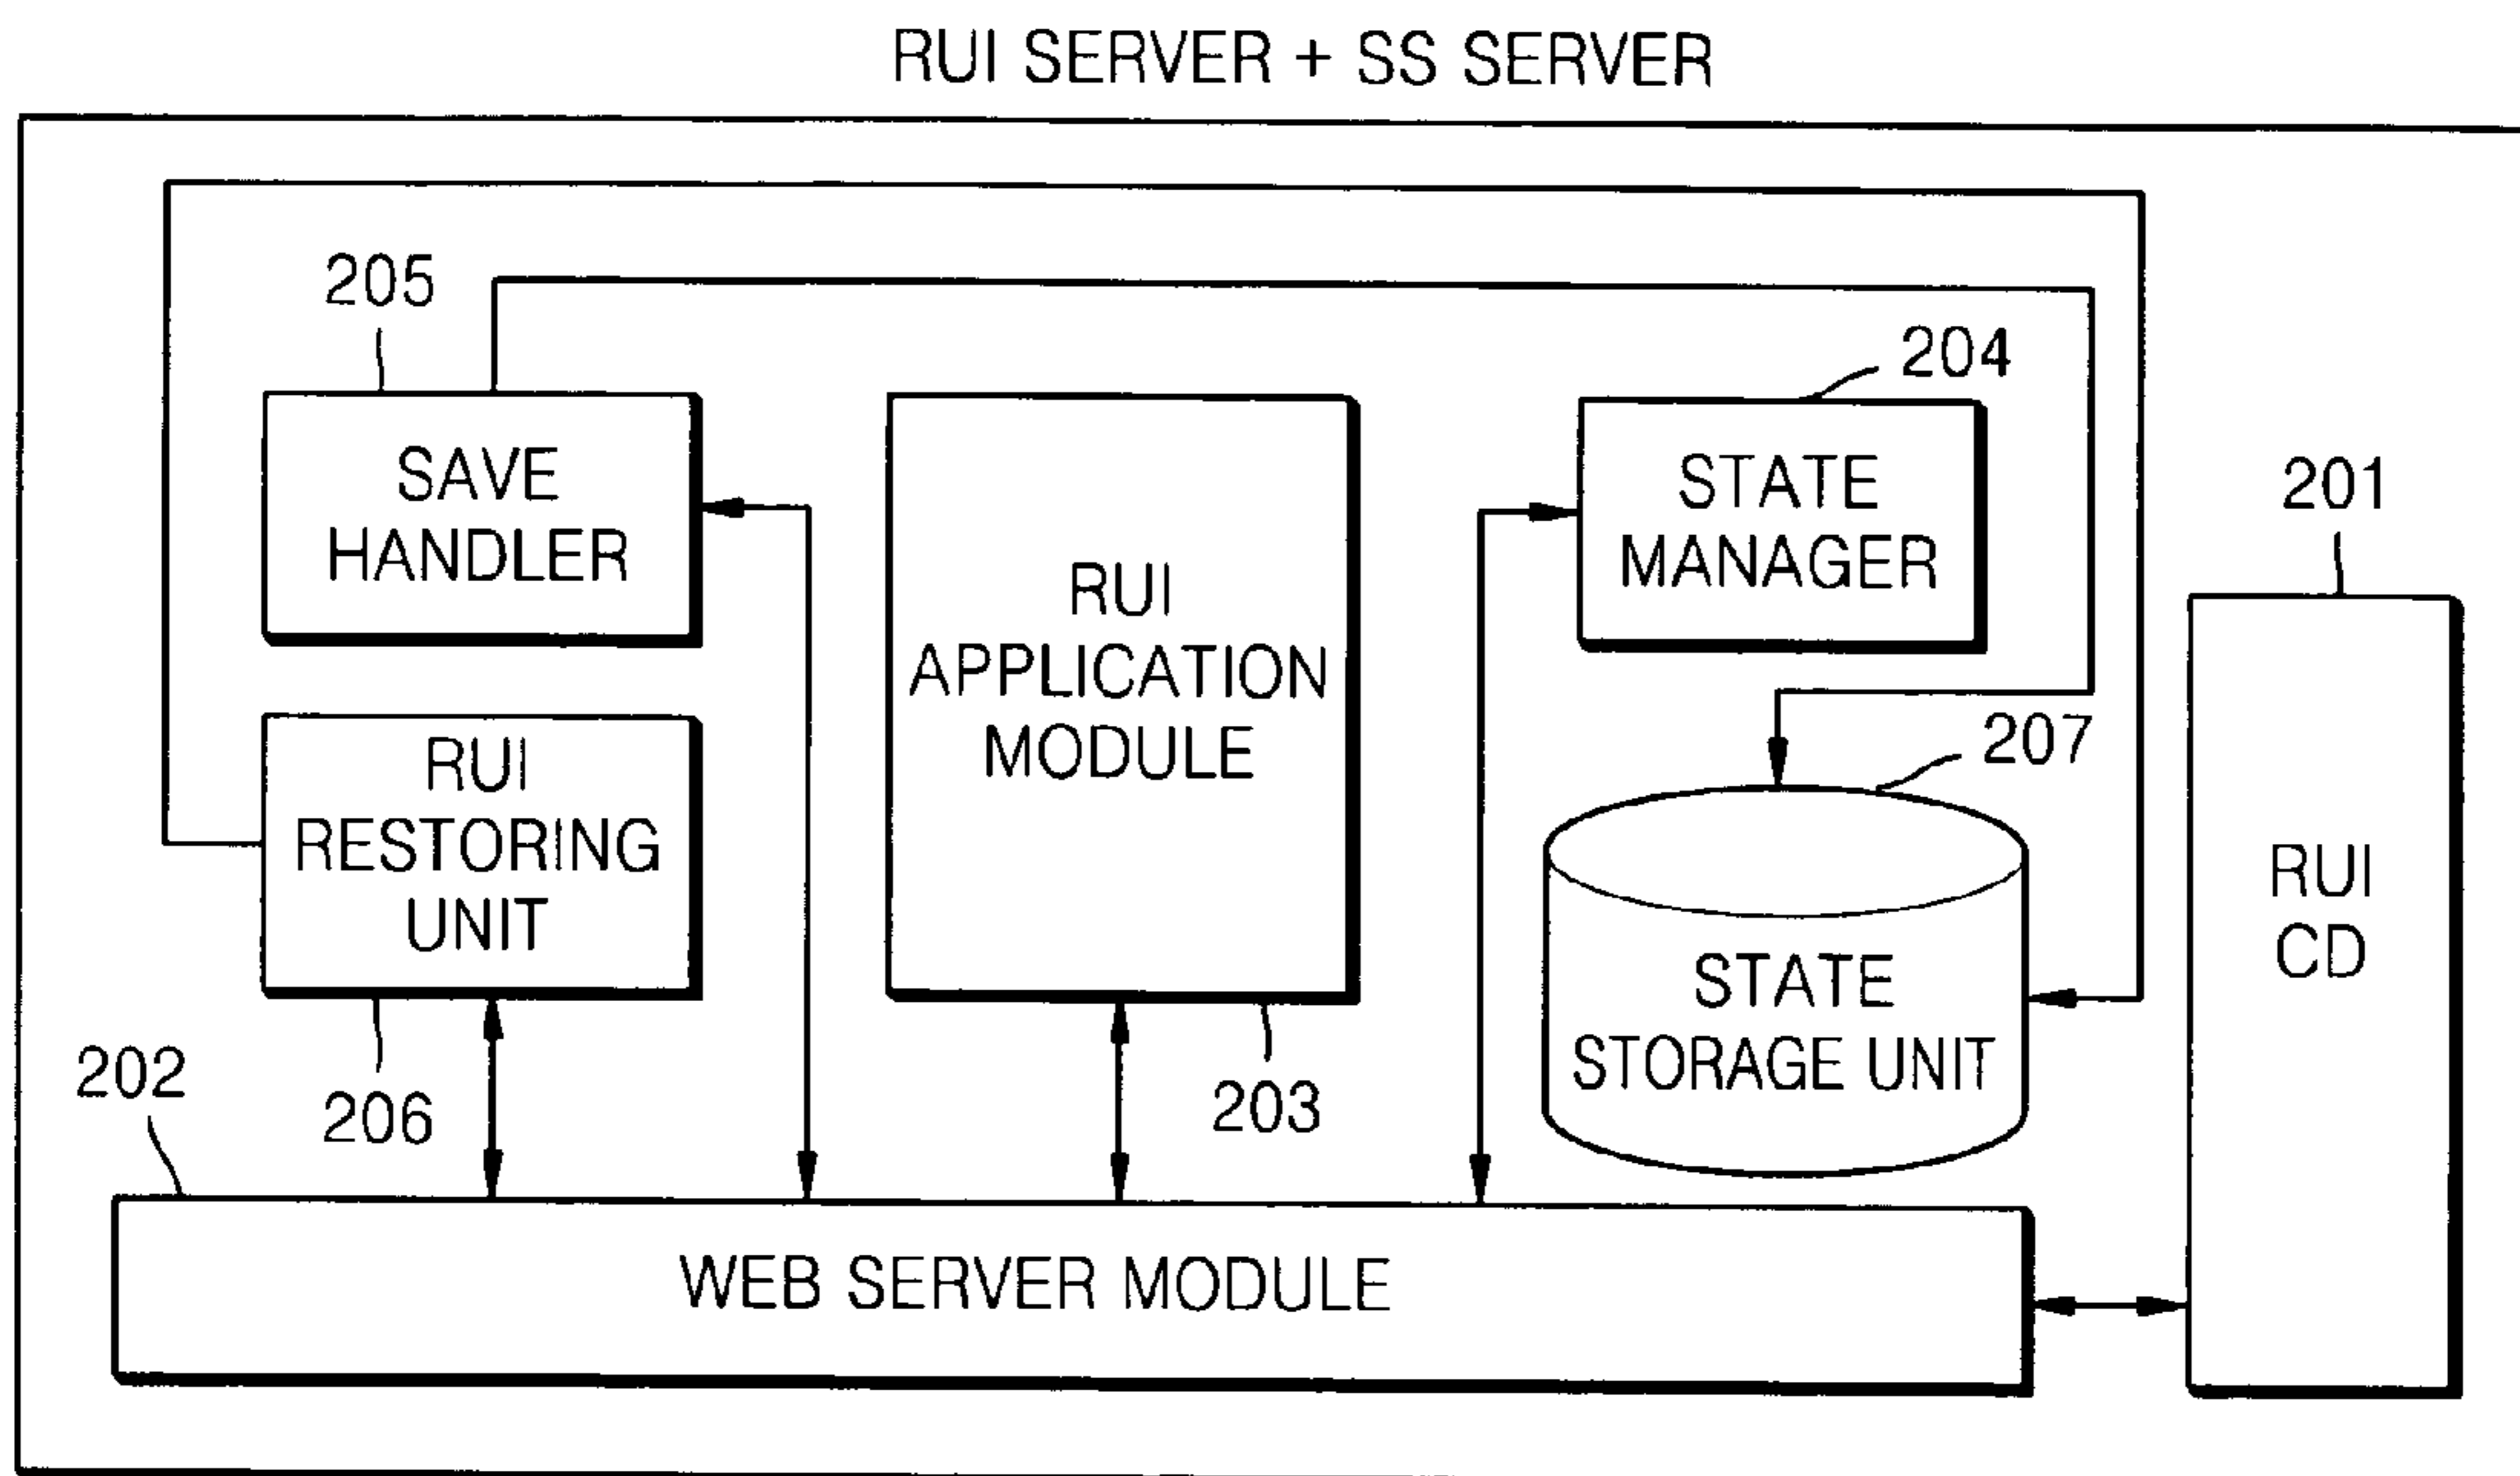 RUI SERVER + SS SERVER
205
SAVE
HANDLER
RUI
APPLICATION
MODULE
204
STATE
MANAGER
201
RUI
CD
RUI
RESTORING
UNIT
207
STATE
STORAGE UNIT
202
206
203
WEB SERVER MODULE